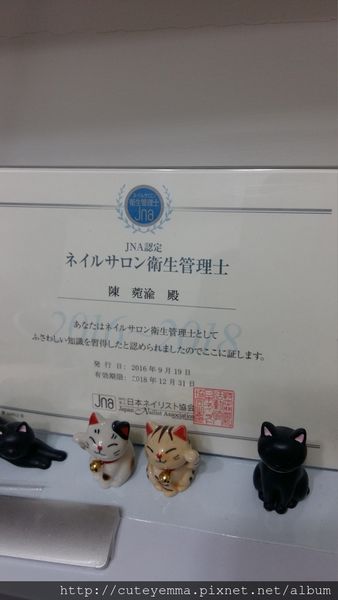 ネイルサロン
衛生管理士
Jna
JNA認定
ネイルサロン衛生管理士
陳 菀渝 殿
あなたはネイルサロン衛生管理士として
ふさわしい知識を習得したと認められましたのでここに証します。
発行日：2016年9月19日
有効期限：2018年12月31日
Jna 日本ネイリスト協会
Japan Nailist Association
http://cuteyemma.pixnet.net/album